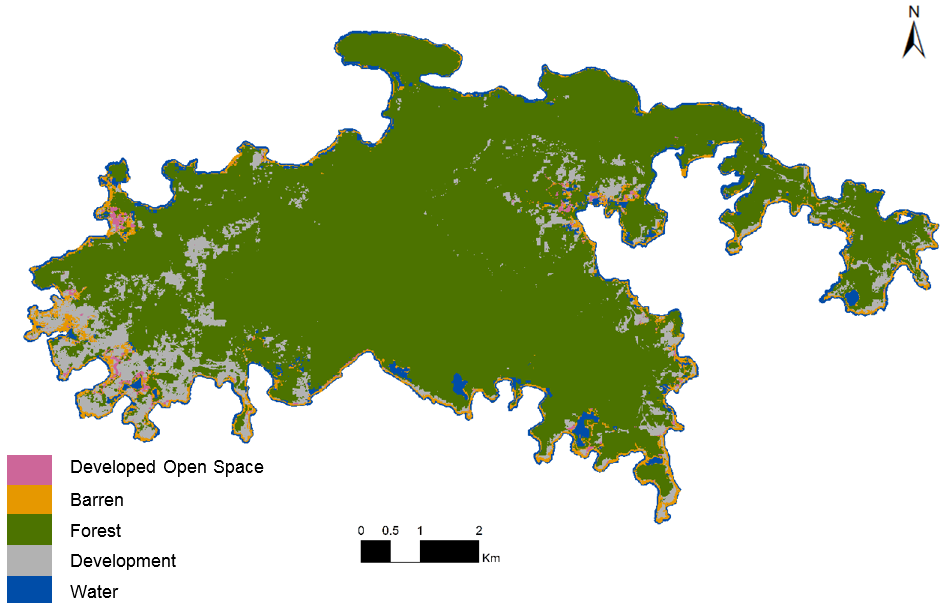 N
Developed Open Space
Barren
Forest
Development
Water
0 0.5 1 2
Km